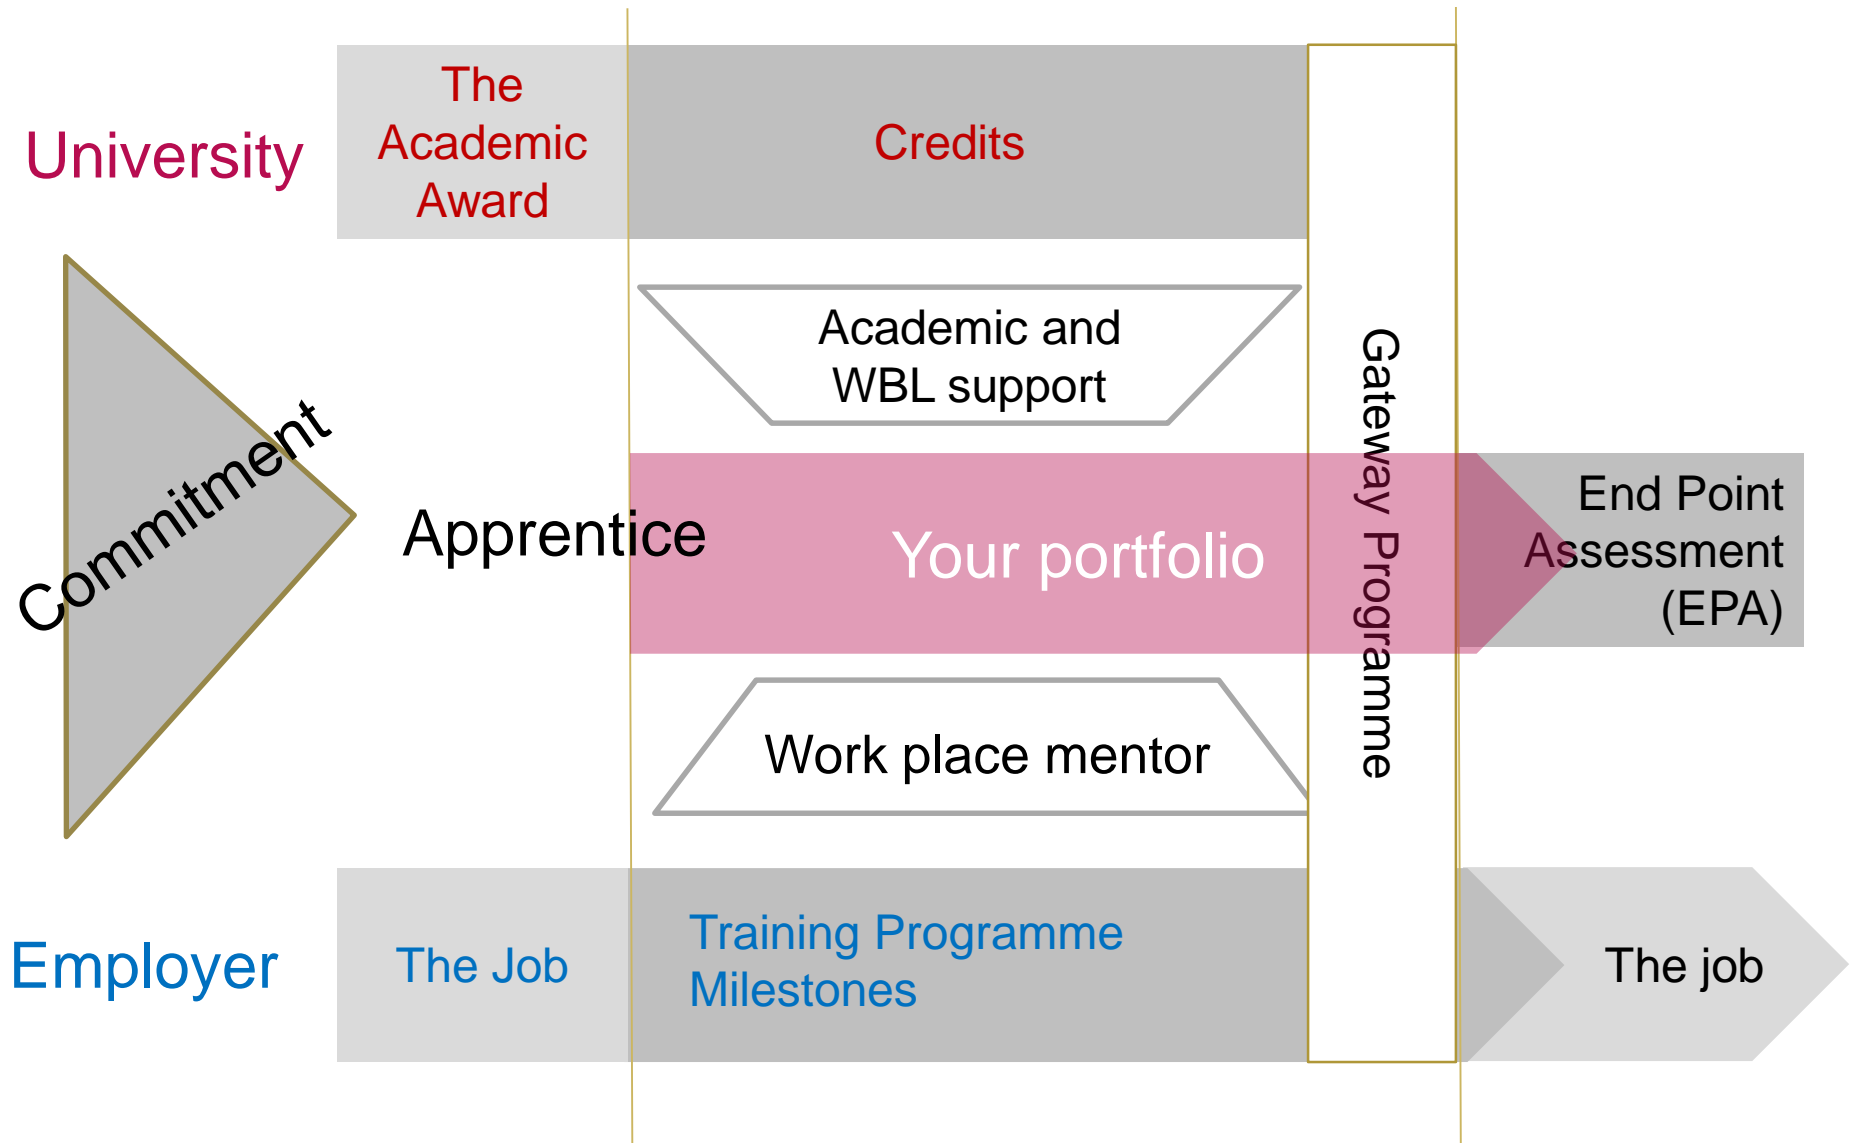 University
The
Academic
Award
Credits
Academic and
WBL support
Commitment
Apprentice
Your portfolio
Gateway Programme
End Point
Assessment
(EPA)
Work place mentor
Employer
The Job
Training Programme
Milestones
The job